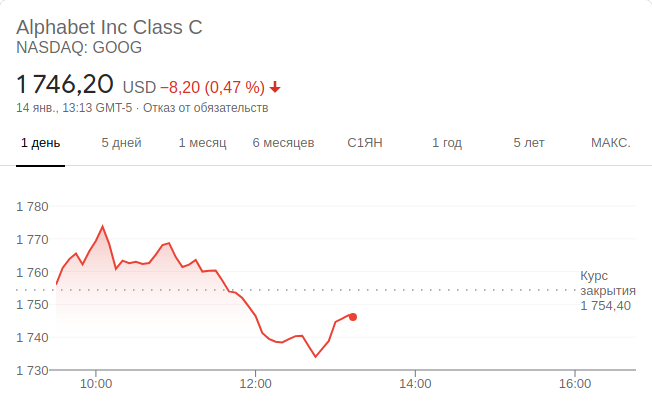 Alphabet Inc Class C
NASDAQ: GOOG
1 746,20 USD −8,20 (0,47 %)
14 янв., 13:13 GMT-5 · Отказ от обязательств
1 день 5 дней 1 месяц 6 месяцев С1ЯН 1 год 5 лет МАКС.
1 780
1 770
1 760
1 750
1 740
1 730
Курс
закрытия
1 754,40
10:00 12:00 14:00 16:00